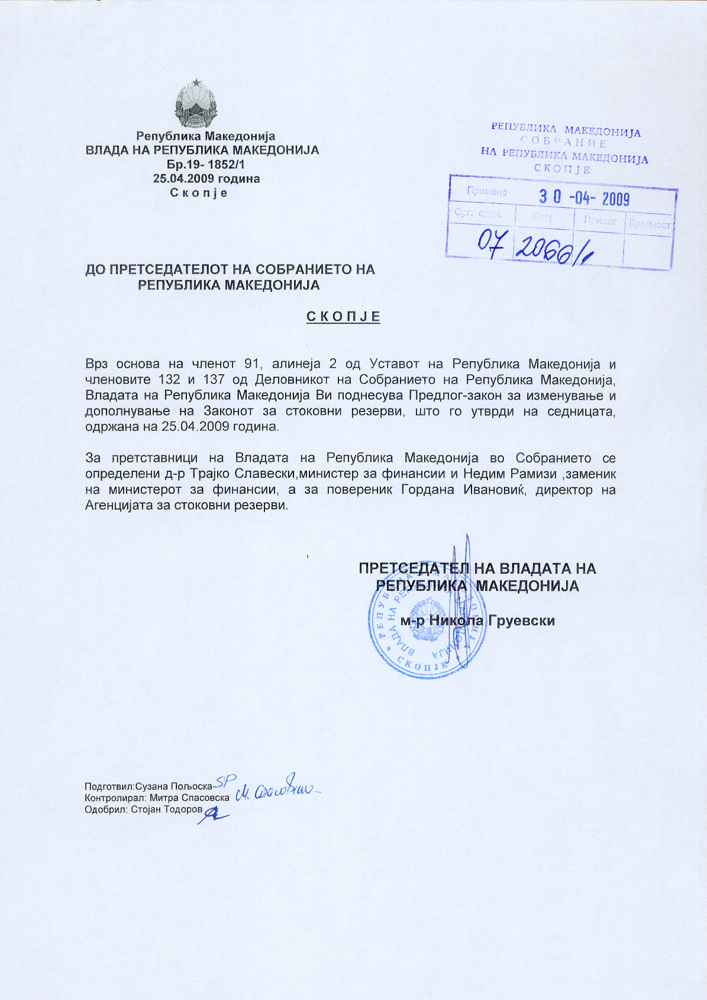 Република Македонија
ВЛАДА НА РЕПУБЛИКА МАКЕДОНИЈА
Бр.19- 1852/1
25.04.2009 година
С к о п ј е
РЕПУБЛИКА МАКЕДОНИЈА
СОБРАНИЕ
НА РЕПУБЛИКА МАКЕДОНИЈА
СКОПЈЕ
Примено 30 -04- 2009
Орг. един. Број Прилог Вредност
07 2066/1
ДО ПРЕТСЕДАТЕЛОТ НА СОБРАНИЕТО НА
РЕПУБЛИКА МАКЕДОНИЈА
С К О П Ј Е
Врз основа на членот 91, алинеја 2 од Уставот на Република Македонија и
членовите 132 и 137 од Деловникот на Собранието на Република Македонија,
Владата на Република Македонија Ви поднесува Предлог-закон за изменување и
дополнување на Законот за стоковни резерви, што го утврди на седницата,
одржана на 25.04.2009 година.
За претставници на Владата на Република Македонија во Собранието се
определени д-р Трајко Славески,министер за финансии и Недим Рамизи ,заменик
на министерот за финансии, а за повереник Гордана Ивановиќ, директор на
Агенцијата за стоковни резерви.
ПРЕТСЕДАТЕЛ НА ВЛАДАТА НА
РЕПУБЛИКА МАКЕДОНИЈА
м-р Никола Груевски
РЕПУБЛИКА МАКЕДОНИЈА
ВЛАДА НА РЕПУБЛИКА МАКЕДОНИЈА
СКОПЈЕ
Подготвил:Сузана Пољоска SP
Контролирал: Митра Спасовска
Одобрил: Стојан Тодоров